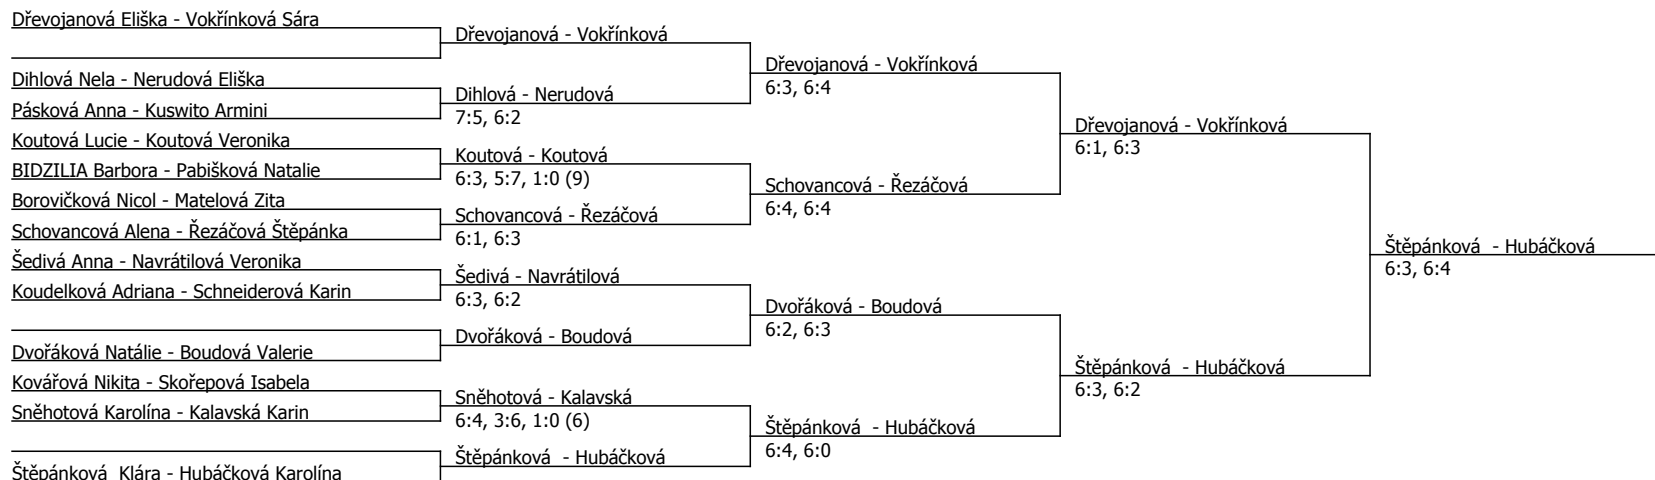 Dřevojanová Eliška - Vokřínková Sára
Dihlová Nela - Nerudová Eliška
Pásková Anna - Kuswito Armini
Koutová Lucie - Koutová Veronika
BIDZILIA Barbora - Pabišková Natalie
Borovičková Nicol - Matelová Zita
Schovancová Alena - Řezáčová Štěpánka
Šedivá Anna - Navrátilová Veronika
Koudelková Adriana - Schneiderová Karin
Dvořáková Natálie - Boudová Valerie
Kovářová Nikita - Skořepová Isabela
Sněhotová Karolína - Kalavská Karin
Štěpánková  Klára - Hubáčková Karolína
Dřevojanová - Vokřínková
Dihlová - Nerudová
7:5, 6:2
Koutová - Koutová
6:3, 5:7, 1:0 (9)
Schovancová - Řezáčová
6:1, 6:3
Šedivá - Navrátilová
6:3, 6:2
Dvořáková - Boudová
Sněhotová - Kalavská
6:4, 3:6, 1:0 (6)
Štěpánková  - Hubáčková
Dřevojanová - Vokřínková
6:3, 6:4
Schovancová - Řezáčová
6:4, 6:4
Dvořáková - Boudová
6:2, 6:3
Štěpánková  - Hubáčková
6:4, 6:0
Dřevojanová - Vokřínková
6:1, 6:3
Štěpánková  - Hubáčková
6:3, 6:2
Štěpánková  - Hubáčková
6:3, 6:4